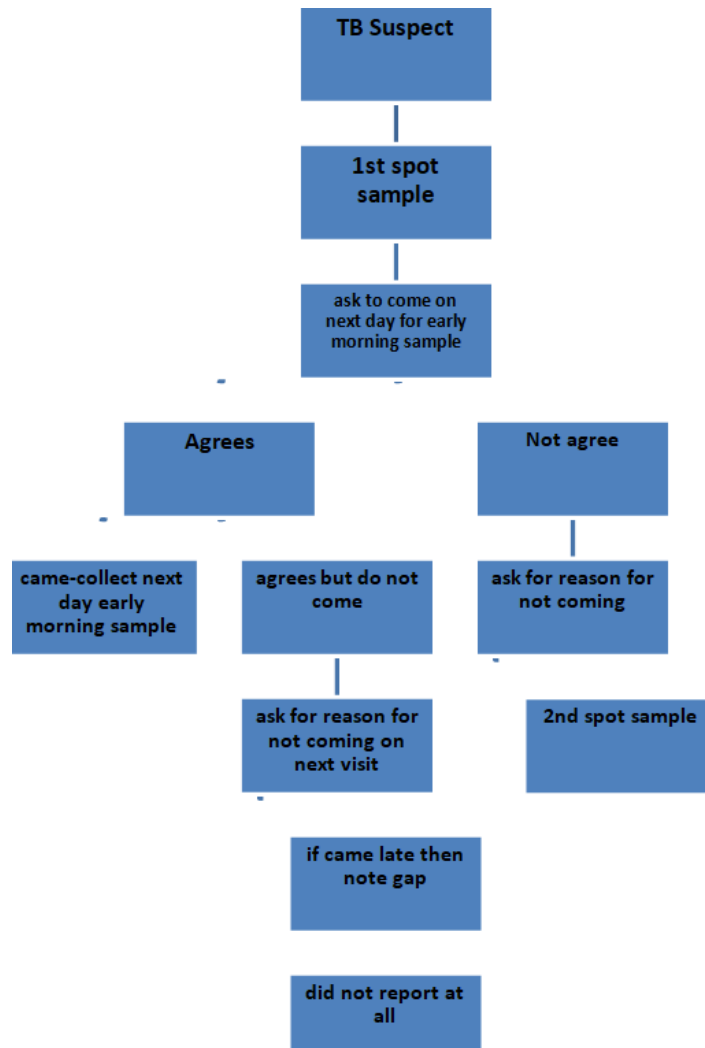 TB Suspect
1st spot
sample
ask to come on
next day for early
morning sample
Agrees
Not agree
came-collect next
day early
morning sample
agrees but do not
come
ask for reason for
not coming
ask for reason for
not coming on
next visit
2nd spot sample
if came late then
note gap
did not report at
all